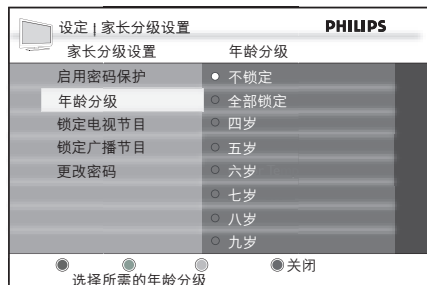 设定 | 家长分级设置 PHILIPS
家长分级设置 年龄分级
启用密码保护 不锁定
年龄分级 全部锁定
锁定电视节目 四岁
锁定广播节目 五岁
更改密码 六岁
七岁
八岁
九岁
关闭
选择所需的年龄分级